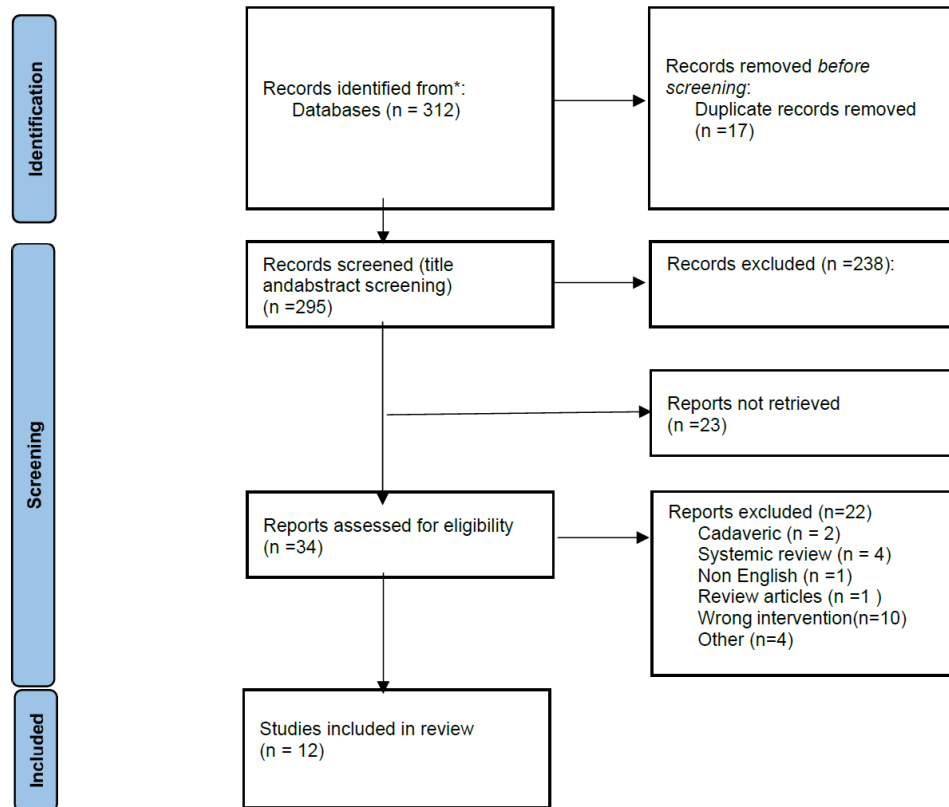 Identification
Records identified from*:
Databases (n = 312)
Records removed before
screening:
Duplicate records removed
(n =17)
Screening
Records screened (title
andabstract screening)
(n =295)
Records excluded (n =238):
Reports not retrieved
(n =23)
Reports assessed for eligibility
(n =34)
Reports excluded (n=22)
Cadaveric (n = 2)
Systemic review (n = 4)
Non English (n =1)
Review articles (n =1 )
Wrong intervention(n=10)
Other (n=4)
Included
Studies included in review
(n = 12)